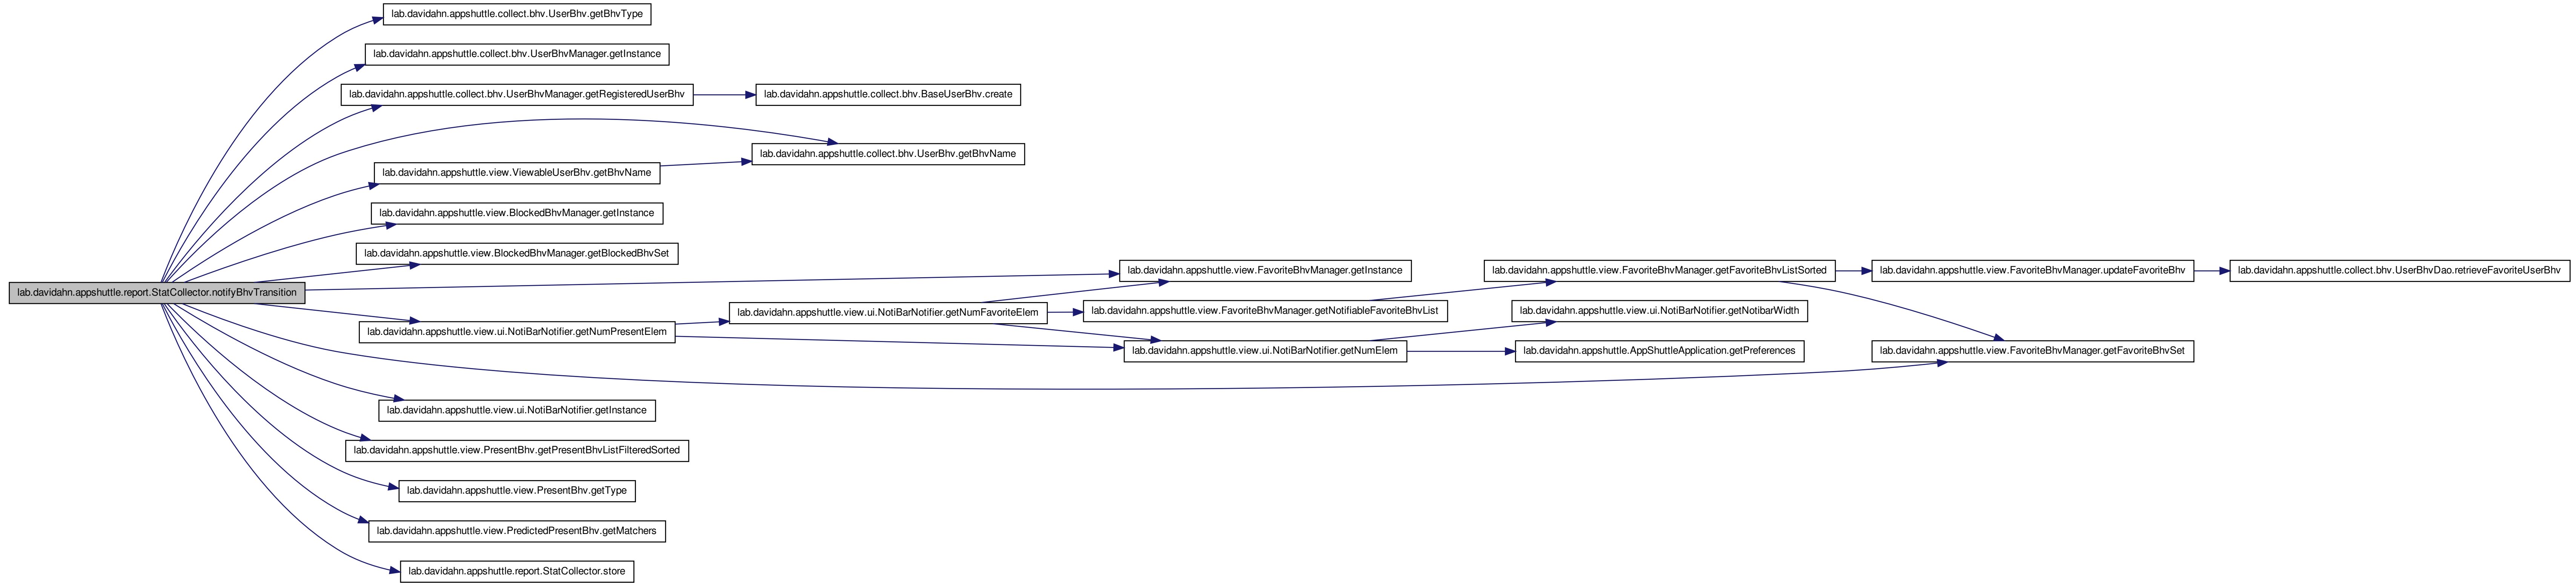 lab.davidahn.appshuttle.collect.bhv.UserBhv.getBhvType
lab.davidahn.appshuttle.collect.bhv.UserBhvManager.getInstance
lab.davidahn.appshuttle.collect.bhv.UserBhvManager.getRegisteredUserBhv
lab.davidahn.appshuttle.collect.bhv.BaseUserBhv.create
lab.davidahn.appshuttle.collect.bhv.UserBhv.getBhvName
lab.davidahn.appshuttle.view.ViewableUserBhv.getBhvName
lab.davidahn.appshuttle.view.BlockedBhvManager.getInstance
lab.davidahn.appshuttle.view.BlockedBhvManager.getBlockedBhvSet
lab.davidahn.appshuttle.view.FavoriteBhvManager.getInstance
lab.davidahn.appshuttle.view.FavoriteBhvManager.getFavoriteBhvListSorted
lab.davidahn.appshuttle.view.FavoriteBhvManager.updateFavoriteBhv
lab.davidahn.appshuttle.collect.bhv.UserBhvDao.retrieveFavoriteUserBhv
lab.davidahn.appshuttle.report.StatCollector.notifyBhvTransition
lab.davidahn.appshuttle.view.ui.NotiBarNotifier.getNumFavoriteElem
lab.davidahn.appshuttle.view.FavoriteBhvManager.getNotifiableFavoriteBhvList
lab.davidahn.appshuttle.view.ui.NotiBarNotifier.getNotibarWidth
lab.davidahn.appshuttle.view.ui.NotiBarNotifier.getNumPresentElem
lab.davidahn.appshuttle.view.ui.NotiBarNotifier.getNumElem
lab.davidahn.appshuttle.AppShuttleApplication.getPreferences
lab.davidahn.appshuttle.view.FavoriteBhvManager.getFavoriteBhvSet
lab.davidahn.appshuttle.view.ui.NotiBarNotifier.getInstance
lab.davidahn.appshuttle.view.PresentBhv.getPresentBhvListFilteredSorted
lab.davidahn.appshuttle.view.PresentBhv.getType
lab.davidahn.appshuttle.view.PredictedPresentBhv.getMatchers
lab.davidahn.appshuttle.report.StatCollector.store